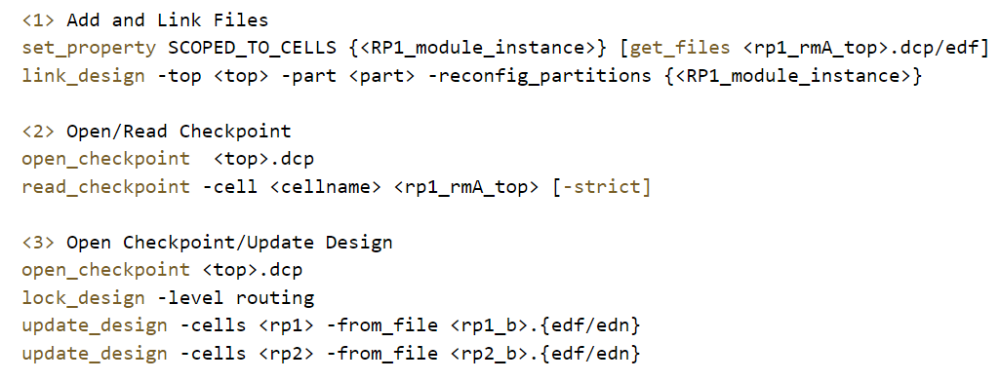 <1> Add and Link Files
set_property SCOPED_TO_CELLS {<RP1_module_instance>} [get_files <rp1_rmA_top>.dcp/edf]
link_design -top <top> -part <part> -reconfig_partitions {<RP1_module_instance>}
<2> Open/Read Checkpoint
open_checkpoint  <top>.dcp
read_checkpoint -cell <cellname> <rp1_rmA_top> [-strict]
<3> Open Checkpoint/Update Design
open_checkpoint <top>.dcp
lock_design -level routing
update_design -cells <rp1> -from_file <rp1_b>.{edf/edn}
update_design -cells <rp2> -from_file <rp2_b>.{edf/edn}